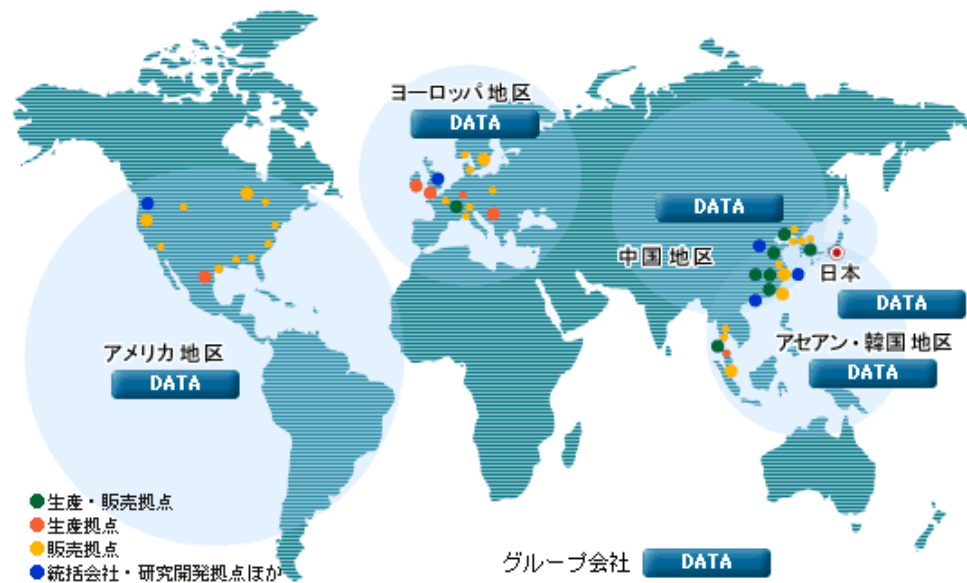 ヨーロッパ地区
DATA
DATA
中国地区
日本
DATA
アセアン・韓国地区
DATA
アメリカ地区
DATA
生産・販売拠点
生産拠点
販売拠点
統括会社・研究開発拠点ほか
グループ会社
DATA